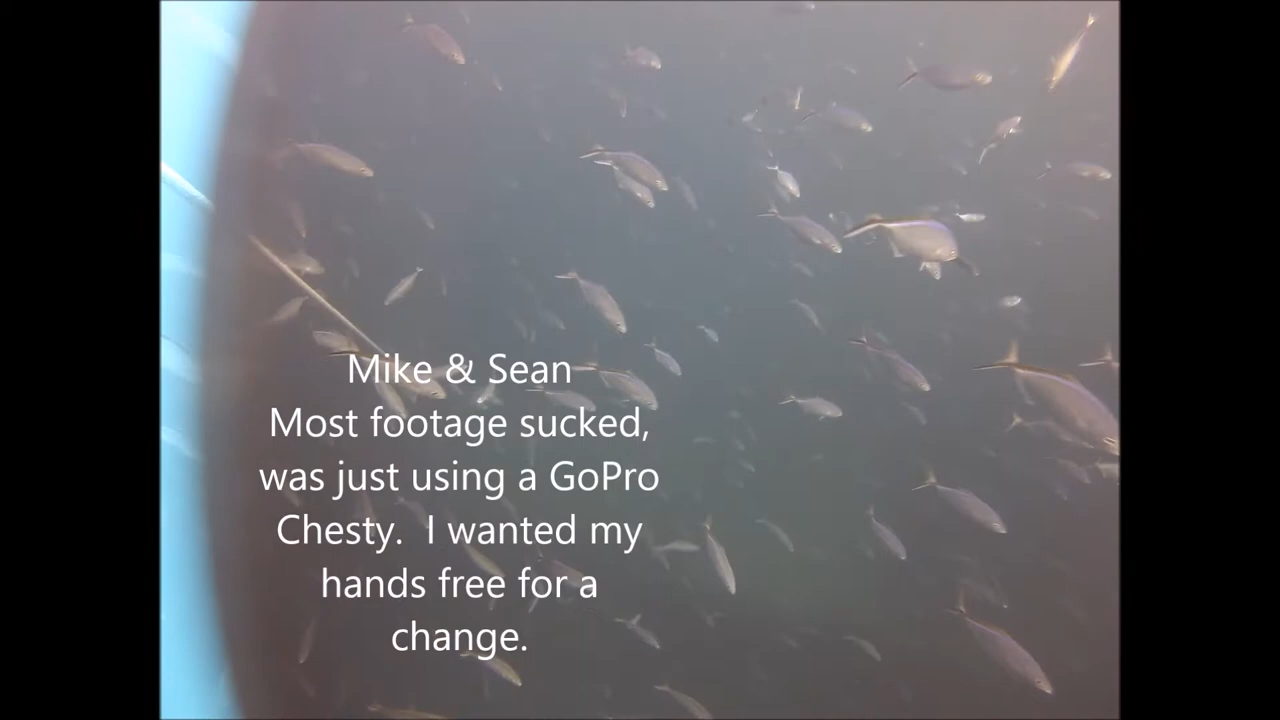 Mike & Sean
Most footage sucked,
was just using a GoPro
Chesty.  I wanted my
hands free for a
change.